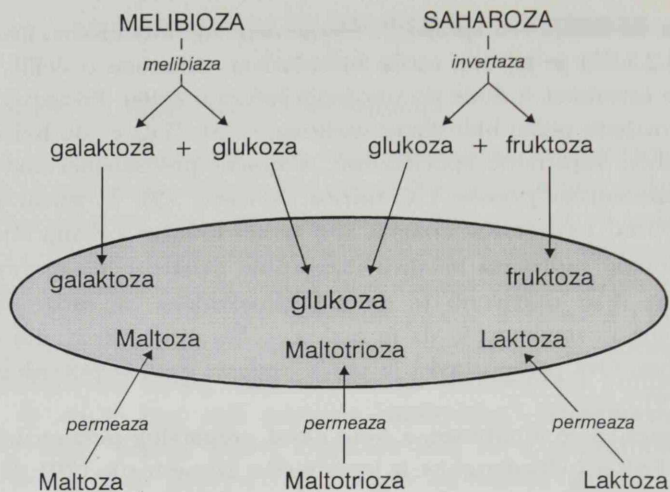 MELIBIOZA SAHAROZA
melibiaza invertaza
galaktoza + glukoza glukoza + fruktoza
galaktoza glukoza fruktoza
Maltoza Maltotrioza Laktoza
permeaza permeaza permeaza
Maltoza Maltotrioza Laktoza